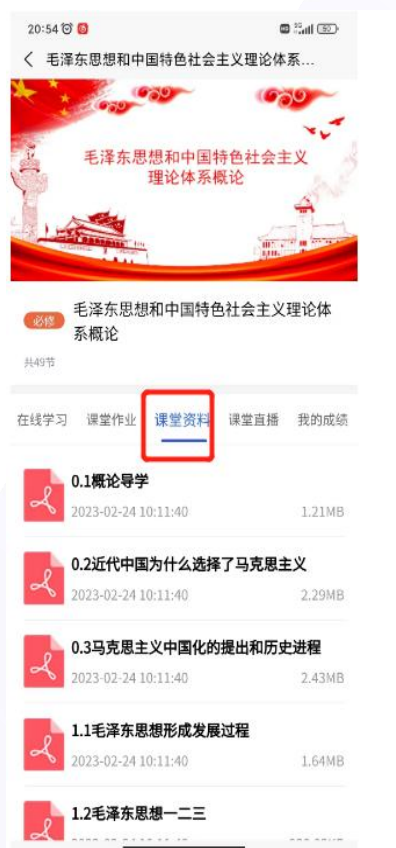 20:54
毛泽东思想和中国特色社会主义理论体系...
毛泽东思想和中国特色社会主义
理论体系概论
必修
毛泽东思想和中国特色社会主义理论体
系概论
共49节
在线学习 课堂作业 课堂资料 课堂直播 我的成绩
0.1概论导学
2023-02-24 10:11:40 1.21MB
0.2近代中国为什么选择了马克思主义
2023-02-24 10:11:40 2.29MB
0.3马克思主义中国化的提出和历史进程
2023-02-24 10:11:40 2.43MB
1.1毛泽东思想形成发展过程
2023-02-24 10:11:40 1.64MB
1.2毛泽东思想一二三